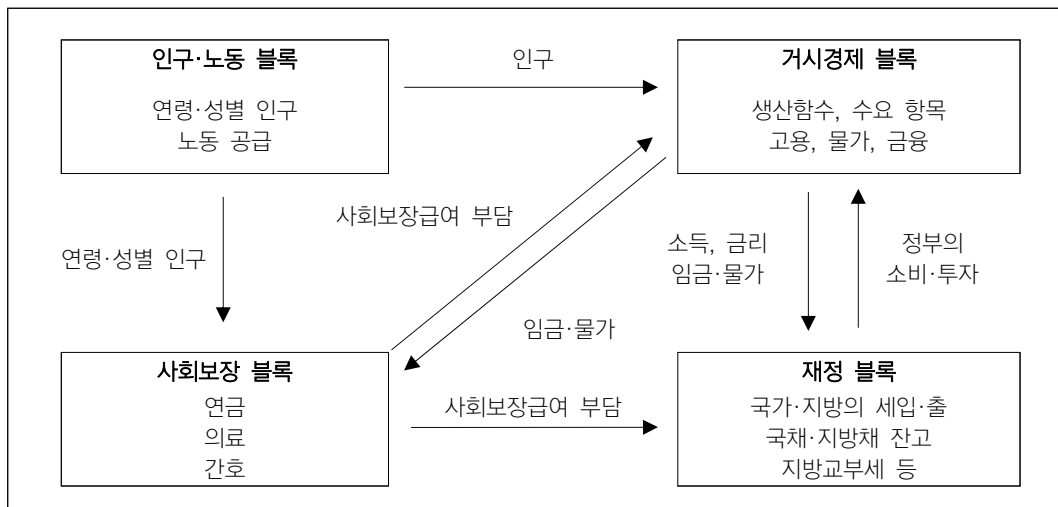 인구·노동 블록
연령·성별 인구
노동 공급
인구
거시경제 블록
생산함수, 수요 항목
고용, 물가, 금융
연령·성별 인구
사회보장급여 부담
임금·물가
소득, 금리
임금·물가
정부의
소비·투자
사회보장 블록
연금
의료
간호
사회보장급여 부담
재정 블록
국가·지방의 세입·출
국채·지방채 잔고
지방교부세 등